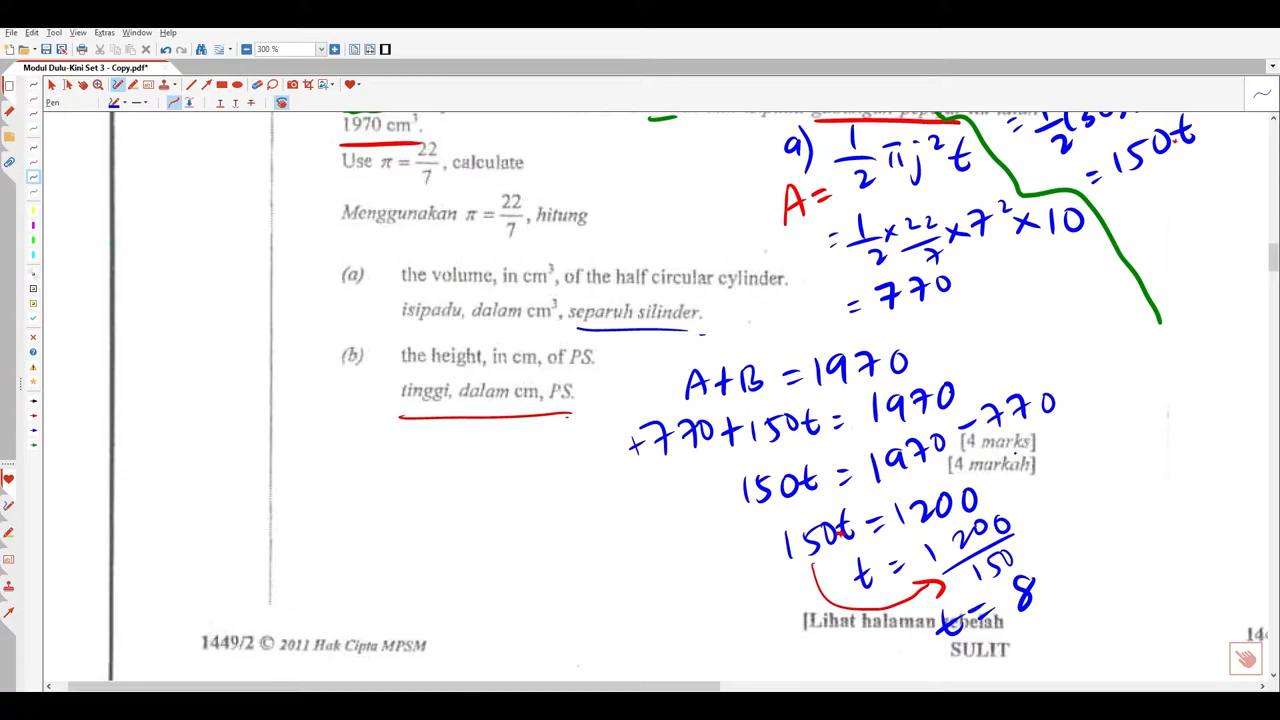 File Edit Tool View Extras Window Help
300 %
Modul Dulu-Kini Set 3 - Copy.pdf*
Pen
1970 cm³.
Use π = 22/7, calculate
Menggunakan π = 22/7, hitung
(a) the volume, in cm³, of the half circular cylinder.
isipadu, dalam cm³, separuh silinder.
(b) the height, in cm, of PS.
tinggi, dalam cm, PS.
[4 marks]
[4 markah]
= 150t
a) 1/2 πj²t
A =
= 1/2 × 22/7 × 7² × 10
= 770
A+B = 1970
+770+150t = 1970
150t = 1970 - 770
150t = 1200
t = 1200/150
t = 8
[Lihat halaman sebelah
1449/2 © 2011 Hak Cipta MPSM
SULIT